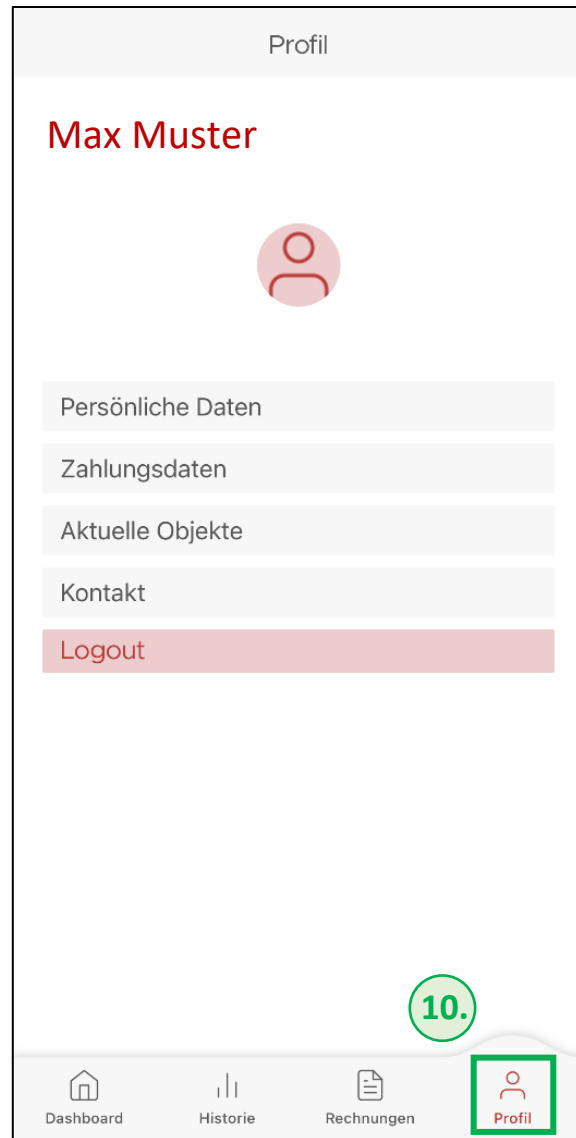 Profil
Max Muster
Persönliche Daten
Zahlungsdaten
Aktuelle Objekte
Kontakt
Logout
10.
Dashboard Historie Rechnungen Profil